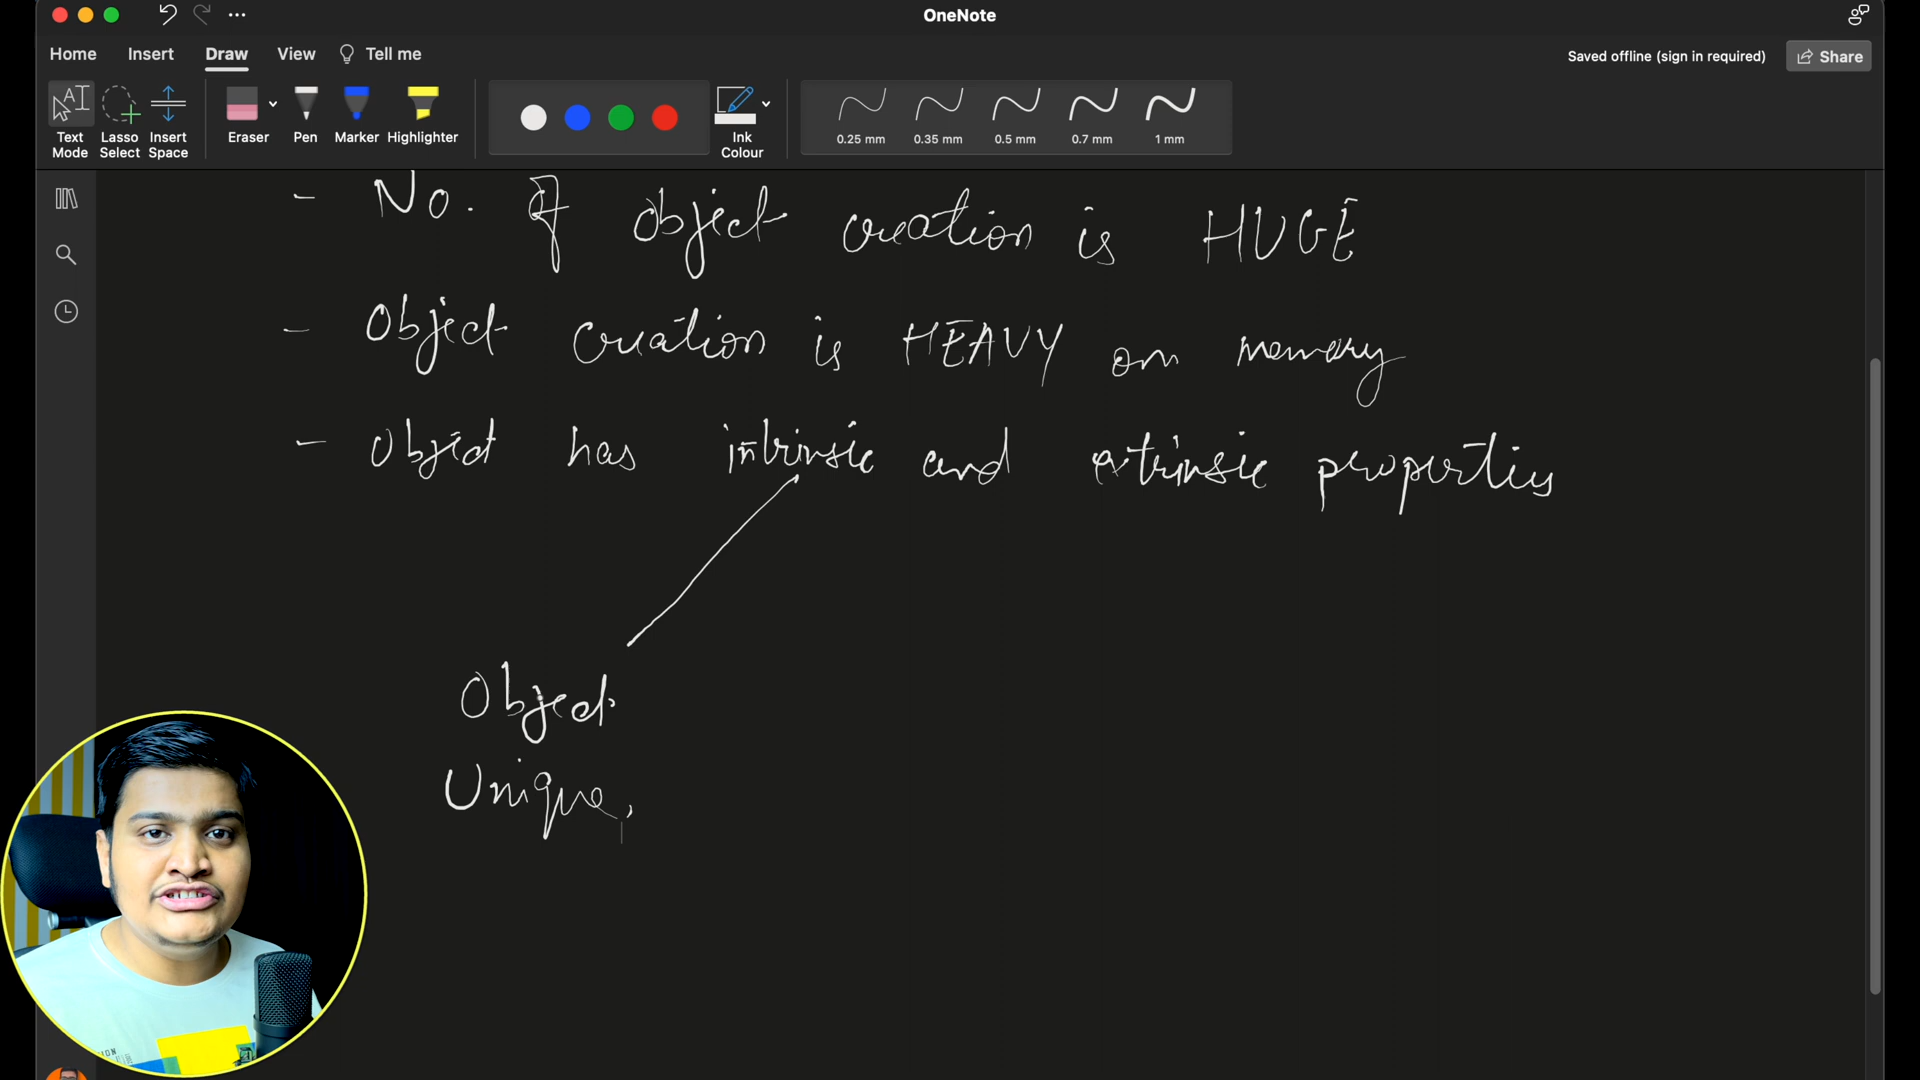 OneNote
Home Insert Draw View Tell me
Saved offline (sign in required) Share
Text Mode
Lasso Select
Insert Space
Eraser
Pen
Marker
Highlighter
Ink Colour
0.25 mm 0.35 mm 0.5 mm 0.7 mm 1 mm
- No. of object creation is HUGE
- Object creation is HEAVY on memory
- Object has intrinsic and extrinsic properties
Object
Unique,